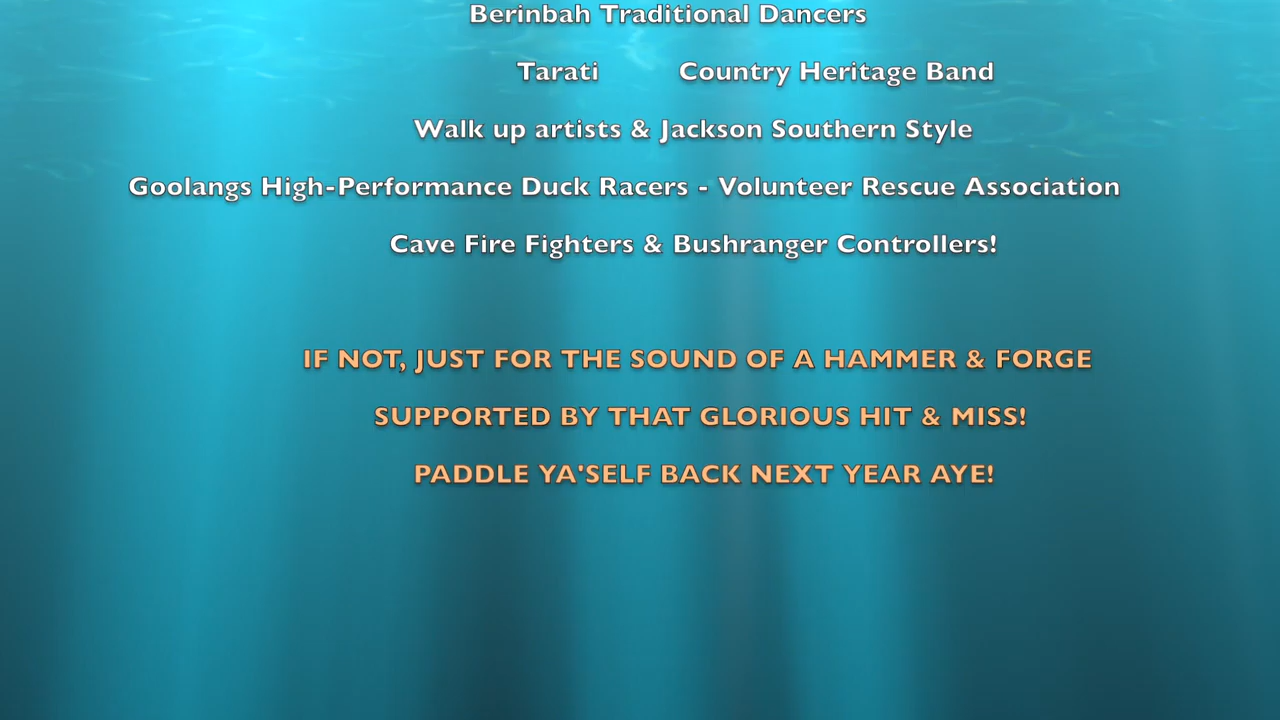 Berinbah Traditional Dancers
Tarati Country Heritage Band
Walk up artists & Jackson Southern Style
Goolangs High-Performance Duck Racers - Volunteer Rescue Association
Cave Fire Fighters & Bushranger Controllers!
IF NOT, JUST FOR THE SOUND OF A HAMMER & FORGE
SUPPORTED BY THAT GLORIOUS HIT & MISS!
PADDLE YA'SELF BACK NEXT YEAR AYE!